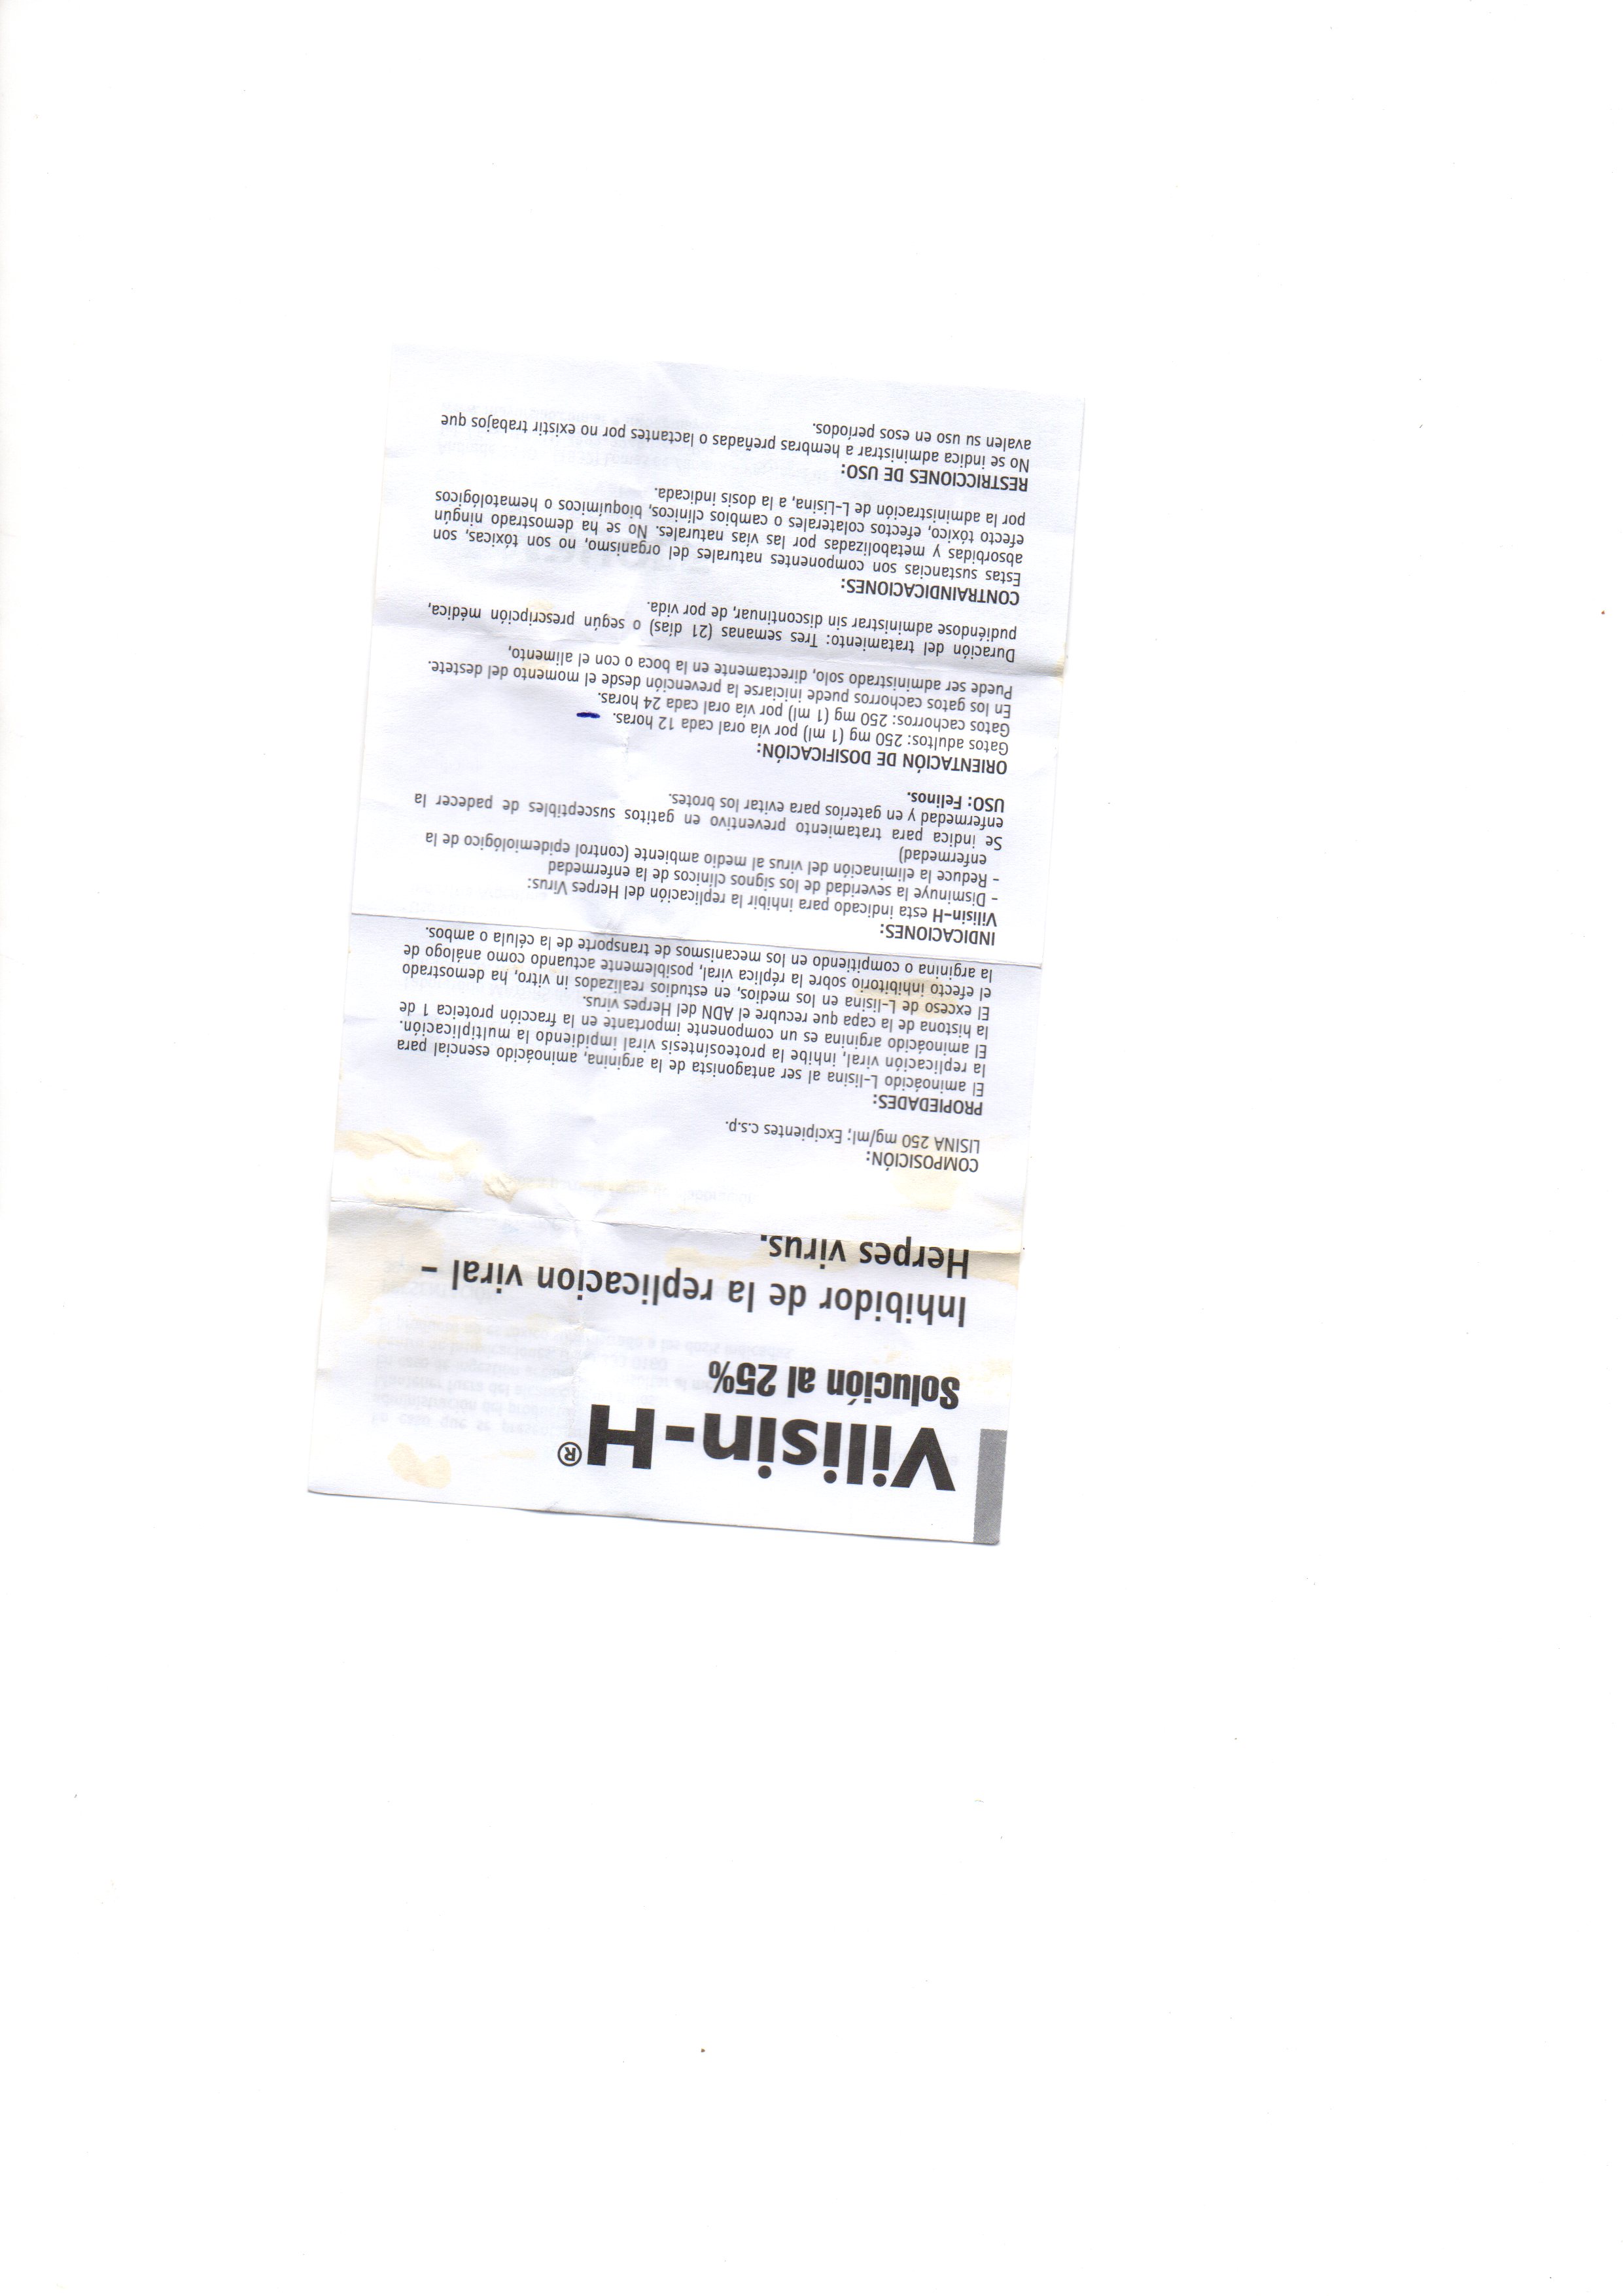 Vilisin-H®
Solución al 25%
Inhibidor de la replicacion viral –
Herpes virus.
COMPOSICIÓN:
LISINA 250 mg/ml; Excipientes c.s.p.
PROPIEDADES:
El aminoácido L-lisina al ser antagonista de la arginina, aminoácido esencial para
la replicación viral, inhibe la proteosíntesis viral impidiendo la multiplicación.
El aminoácido arginina es un componente importante en la fracción proteica 1 de
la histona de la capa que recubre el ADN del Herpes virus.
El exceso de L-lisina en los medios, en estudios realizados in vitro, ha demostrado
el efecto inhibitorio sobre la réplica viral, posiblemente actuando como análogo de
la arginina o compitiendo en los mecanismos de transporte de la célula o ambos.
INDICACIONES:
Vilisin-H esta indicado para inhibir la replicación del Herpes Virus:
- Disminuye la severidad de los signos clínicos de la enfermedad
- Reduce la eliminación del virus al medio ambiente (control epidemiológico de la
enfermedad)
Se indica para tratamiento preventivo en gatitos susceptibles de padecer la
enfermedad y en gateríos para evitar los brotes.
USO: Felinos.
ORIENTACIÓN DE DOSIFICACIÓN:
Gatos adultos: 250 mg (1 ml) por vía oral cada 12 horas.
Gatos cachorros: 250 mg (1 ml) por vía oral cada 24 horas.
En los gatos cachorros puede iniciarse la prevención desde el momento del destete.
Puede ser administrado solo, directamente en la boca o con el alimento,
Duración del tratamiento: Tres semanas (21 días) o según prescripción médica,
pudiéndose administrar sin discontinuar, de por vida.
CONTRAINDICACIONES:
Estas sustancias son componentes naturales del organismo, no son tóxicas, son
absorbidas y metabolizadas por las vías naturales. No se ha demostrado ningún
efecto tóxico, efectos colaterales o cambios clínicos, bioquímicos o hematológicos
por la administración de L-Lisina, a la dosis indicada.
RESTRICCIONES DE USO:
No se indica administrar a hembras preñadas o lactantes por no existir trabajos que
avalen su uso en esos períodos.